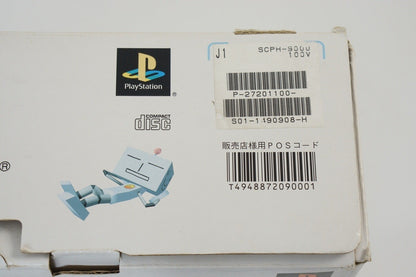 J1 SCPH-9000
100V
PlayStation
P-27201100-
COMPACT
disc
S01-1490908-H
販売店様用POSコード
®
T4948872090001